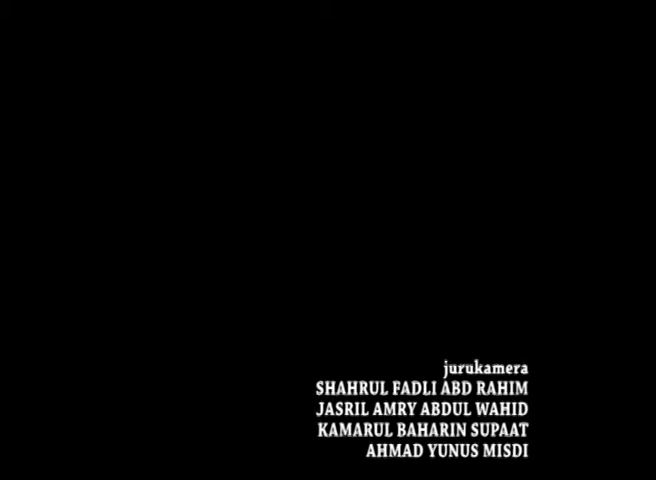 jurukamera
SHAHRUL FADLI ABD RAHIM
JASRIL AMRY ABDUL WAHID
KAMARUL BAHARIN SUPAAT
AHMAD YUNUS MISDI